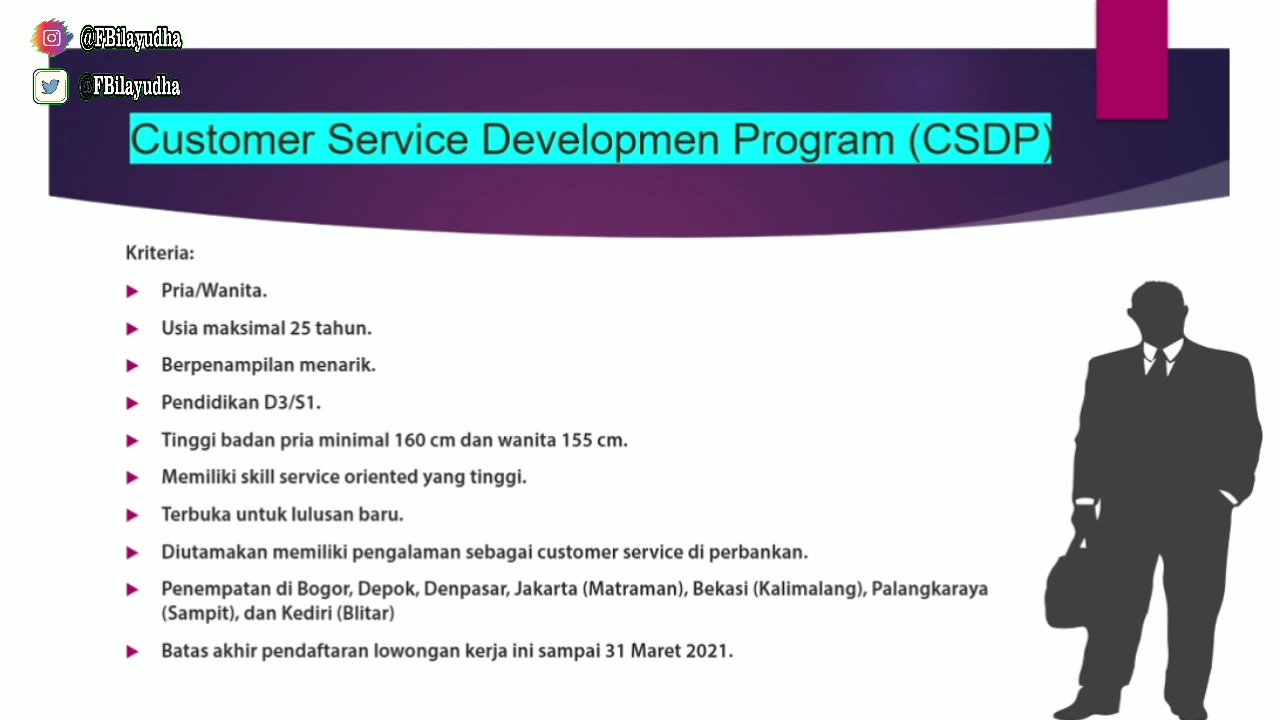 @FBilayudha
@FBilayudha
Customer Service Developmen Program (CSDP)
Kriteria:
Pria/Wanita.
Usia maksimal 25 tahun.
Berpenampilan menarik.
Pendidikan D3/S1.
Tinggi badan pria minimal 160 cm dan wanita 155 cm.
Memiliki skill service oriented yang tinggi.
Terbuka untuk lulusan baru.
Diutamakan memiliki pengalaman sebagai customer service di perbankan.
Penempatan di Bogor, Depok, Denpasar, Jakarta (Matraman), Bekasi (Kalimalang), Palangkaraya
(Sampit), dan Kediri (Blitar)
Batas akhir pendaftaran lowongan kerja ini sampai 31 Maret 2021.